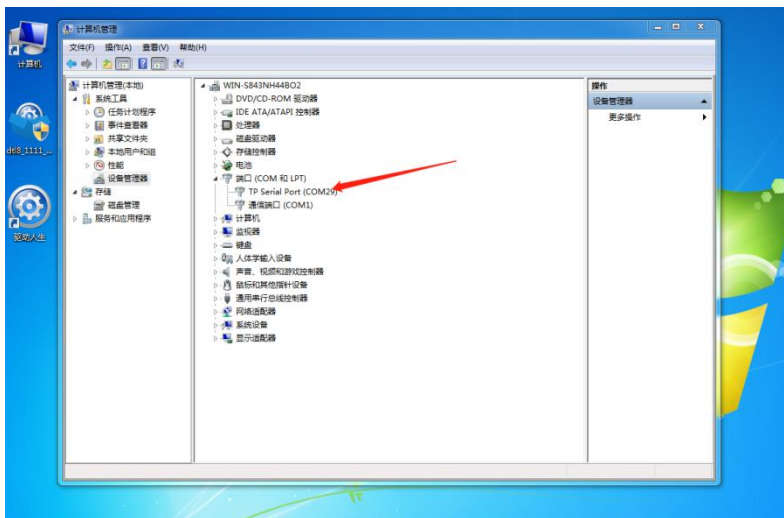 计算机
dtl8_1111_...
驱动人生
计算机管理
文件(F) 操作(A) 查看(V) 帮助(H)
计算机管理(本地)
系统工具
任务计划程序
事件查看器
共享文件夹
本地用户和组
性能
设备管理器
存储
磁盘管理
服务和应用程序
WIN-S843NH44BO2
DVD/CD-ROM 驱动器
IDE ATA/ATAPI 控制器
处理器
磁盘驱动器
存储控制器
电池
端口 (COM 和 LPT)
TP Serial Port (COM29)
通信端口 (COM1)
计算机
监视器
键盘
人体学输入设备
声音、视频和游戏控制器
鼠标和其他指针设备
通用串行总线控制器
网络适配器
系统设备
显示适配器
操作
设备管理器
更多操作